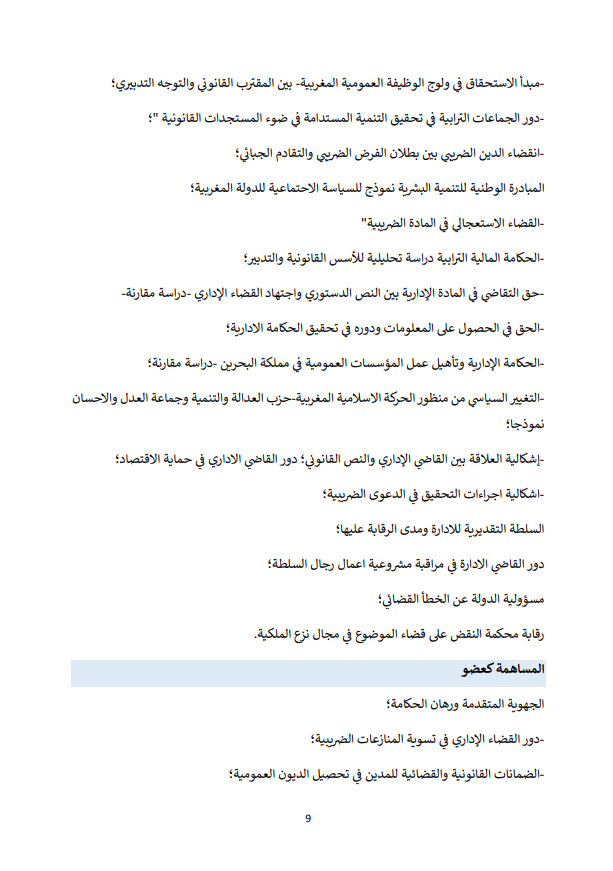 -مبدأ الاستحقاق في ولوج الوظيفة العمومية المغربية- بين المقترب القانوني والتوجه التدبيري؛
-دور الجماعات الترابية في تحقيق التنمية المستدامة في ضوء المستجدات القانونية "؛
-انقضاء الدين الضريبي بين بطلان الفرض الضريبي والتقادم الجبائي؛
المبادرة الوطنية للتنمية البشرية نموذج للسياسة الاجتماعية للدولة المغربية؛
-القضاء الاستعجالي في المادة الضريبية"
-الحكامة المالية الترابية دراسة تحليلية للأسس القانونية والتدبير؛
-حق التقاضي في المادة الإدارية بين النص الدستوري واجتهاد القضاء الإداري -دراسة مقارنة-
-الحق في الحصول على المعلومات ودوره في تحقيق الحكامة الادارية؛
-الحكامة الإدارية وتأهيل عمل المؤسسات العمومية في مملكة البحرين -دراسة مقارنة؛
-التغيير السياسي من منظور الحركة الاسلامية المغربية-حزب العدالة والتنمية وجماعة العدل والاحسان
نموذجا؛
-إشكالية العلاقة بين القاضي الإداري والنص القانوني؛ دور القاضي الاداري في حماية الاقتصاد؛
-اشكالية اجراءات التحقيق في الدعوى الضريبية؛
السلطة التقديرية للادارة ومدى الرقابة عليها؛
دور القاضي الادارة في مراقبة مشروعية اعمال رجال السلطة؛
مسؤولية الدولة عن الخطأ القضائي؛
رقابة محكمة النقض على قضاء الموضوع في مجال نزع الملكية.
المساهمة كعضو
الجهوية المتقدمة ورهان الحكامة؛
-دور القضاء الإداري في تسوية المنازعات الضريبية؛
-الضمانات القانونية والقضائية للمدين في تحصيل الديون العمومية؛
9